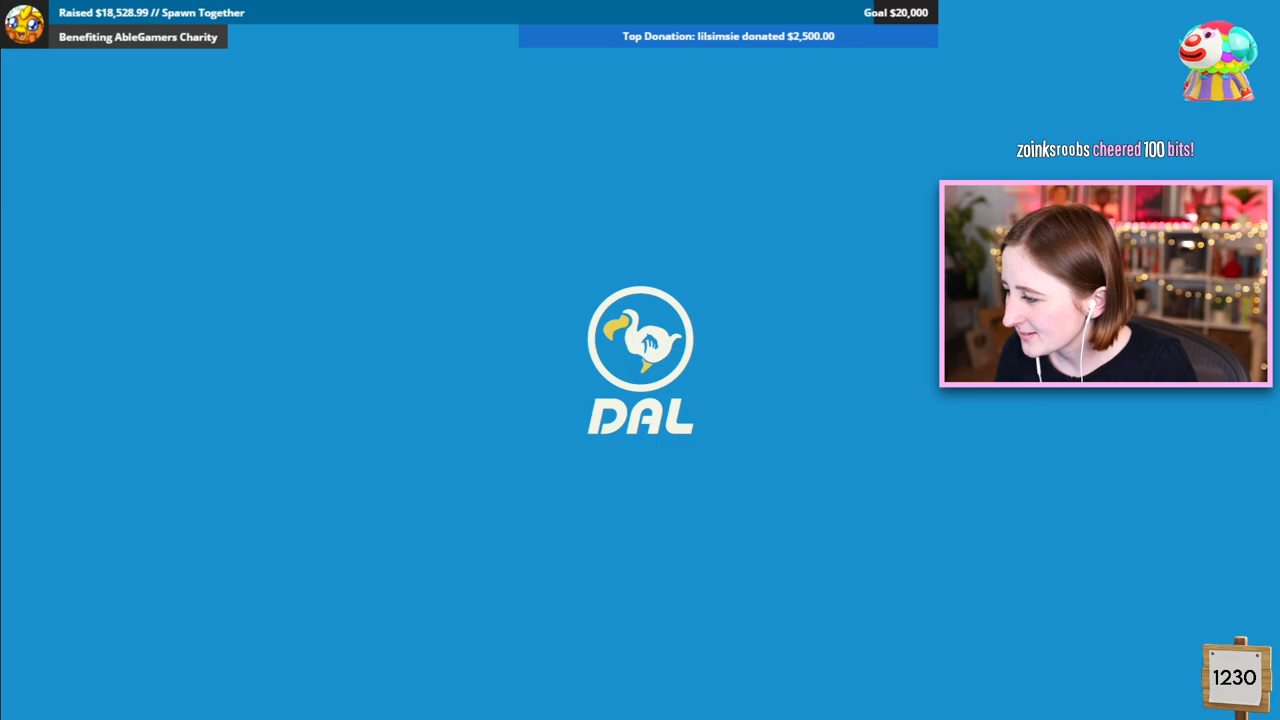 Raised $18,528.99 // Spawn Together
Goal $20,000
Benefiting AbleGamers Charity
Top Donation: lilsimsie donated $2,500.00
zoinksroobs cheered 100 bits!
DAL
1230